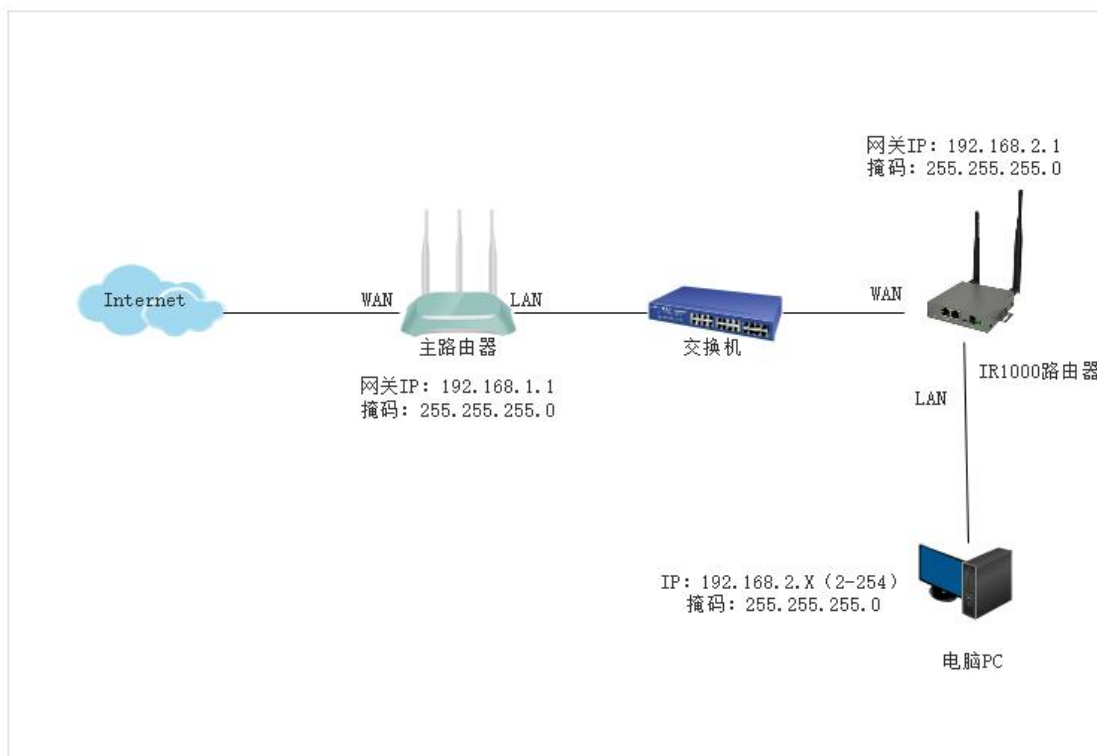 网关IP: 192.168.2.1
掩码: 255.255.255.0
Internet
WAN
LAN
WAN
主路由器
交换机
网关IP: 192.168.1.1
掩码: 255.255.255.0
IR1000路由器
LAN
IP: 192.168.2.X（2-254）
掩码: 255.255.255.0
电脑PC